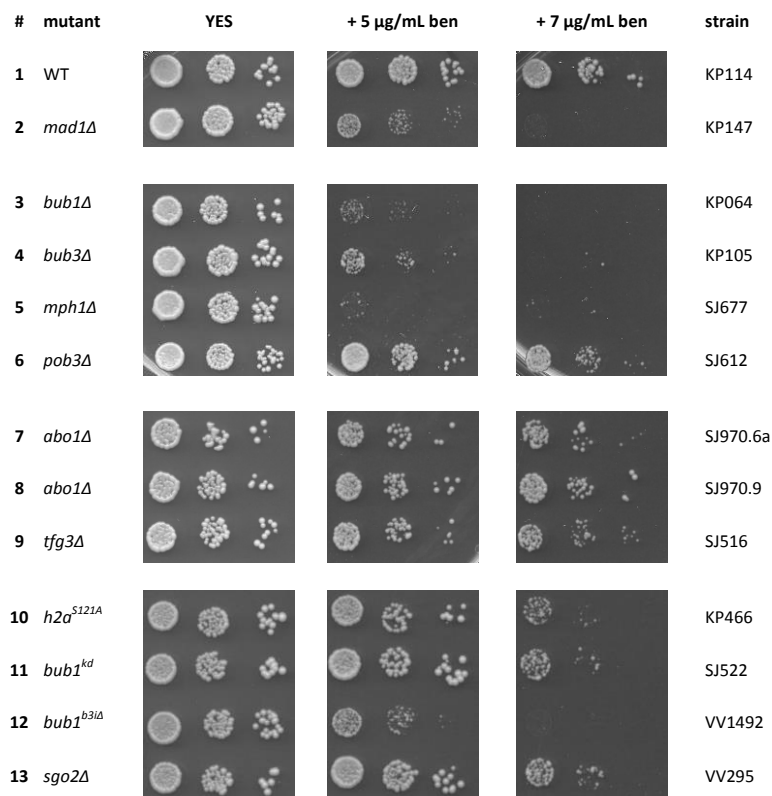 # mutant YES + 5 µg/mL ben + 7 µg/mL ben strain
1 WT KP114
2 mad1Δ KP147
3 bub1Δ KP064
4 bub3Δ KP105
5 mph1Δ SJ677
6 pob3Δ SJ612
7 abo1Δ SJ970.6a
8 abo1Δ SJ970.9
9 tfg3Δ SJ516
10 h2a^S121A KP466
11 bub1^kd SJ522
12 bub1^b3iΔ VV1492
13 sgo2Δ VV295